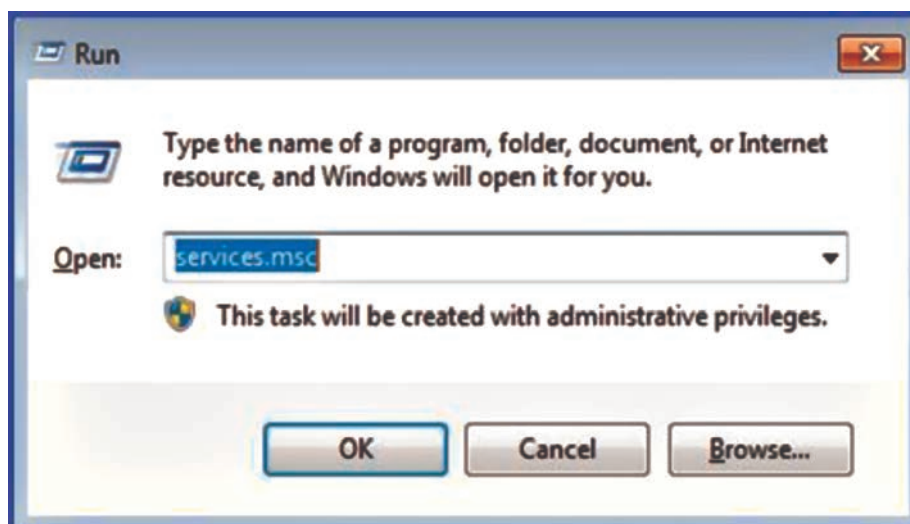 Run
Type the name of a program, folder, document, or Internet
resource, and Windows will open it for you.
Open: services.msc
This task will be created with administrative privileges.
OK Cancel Browse...